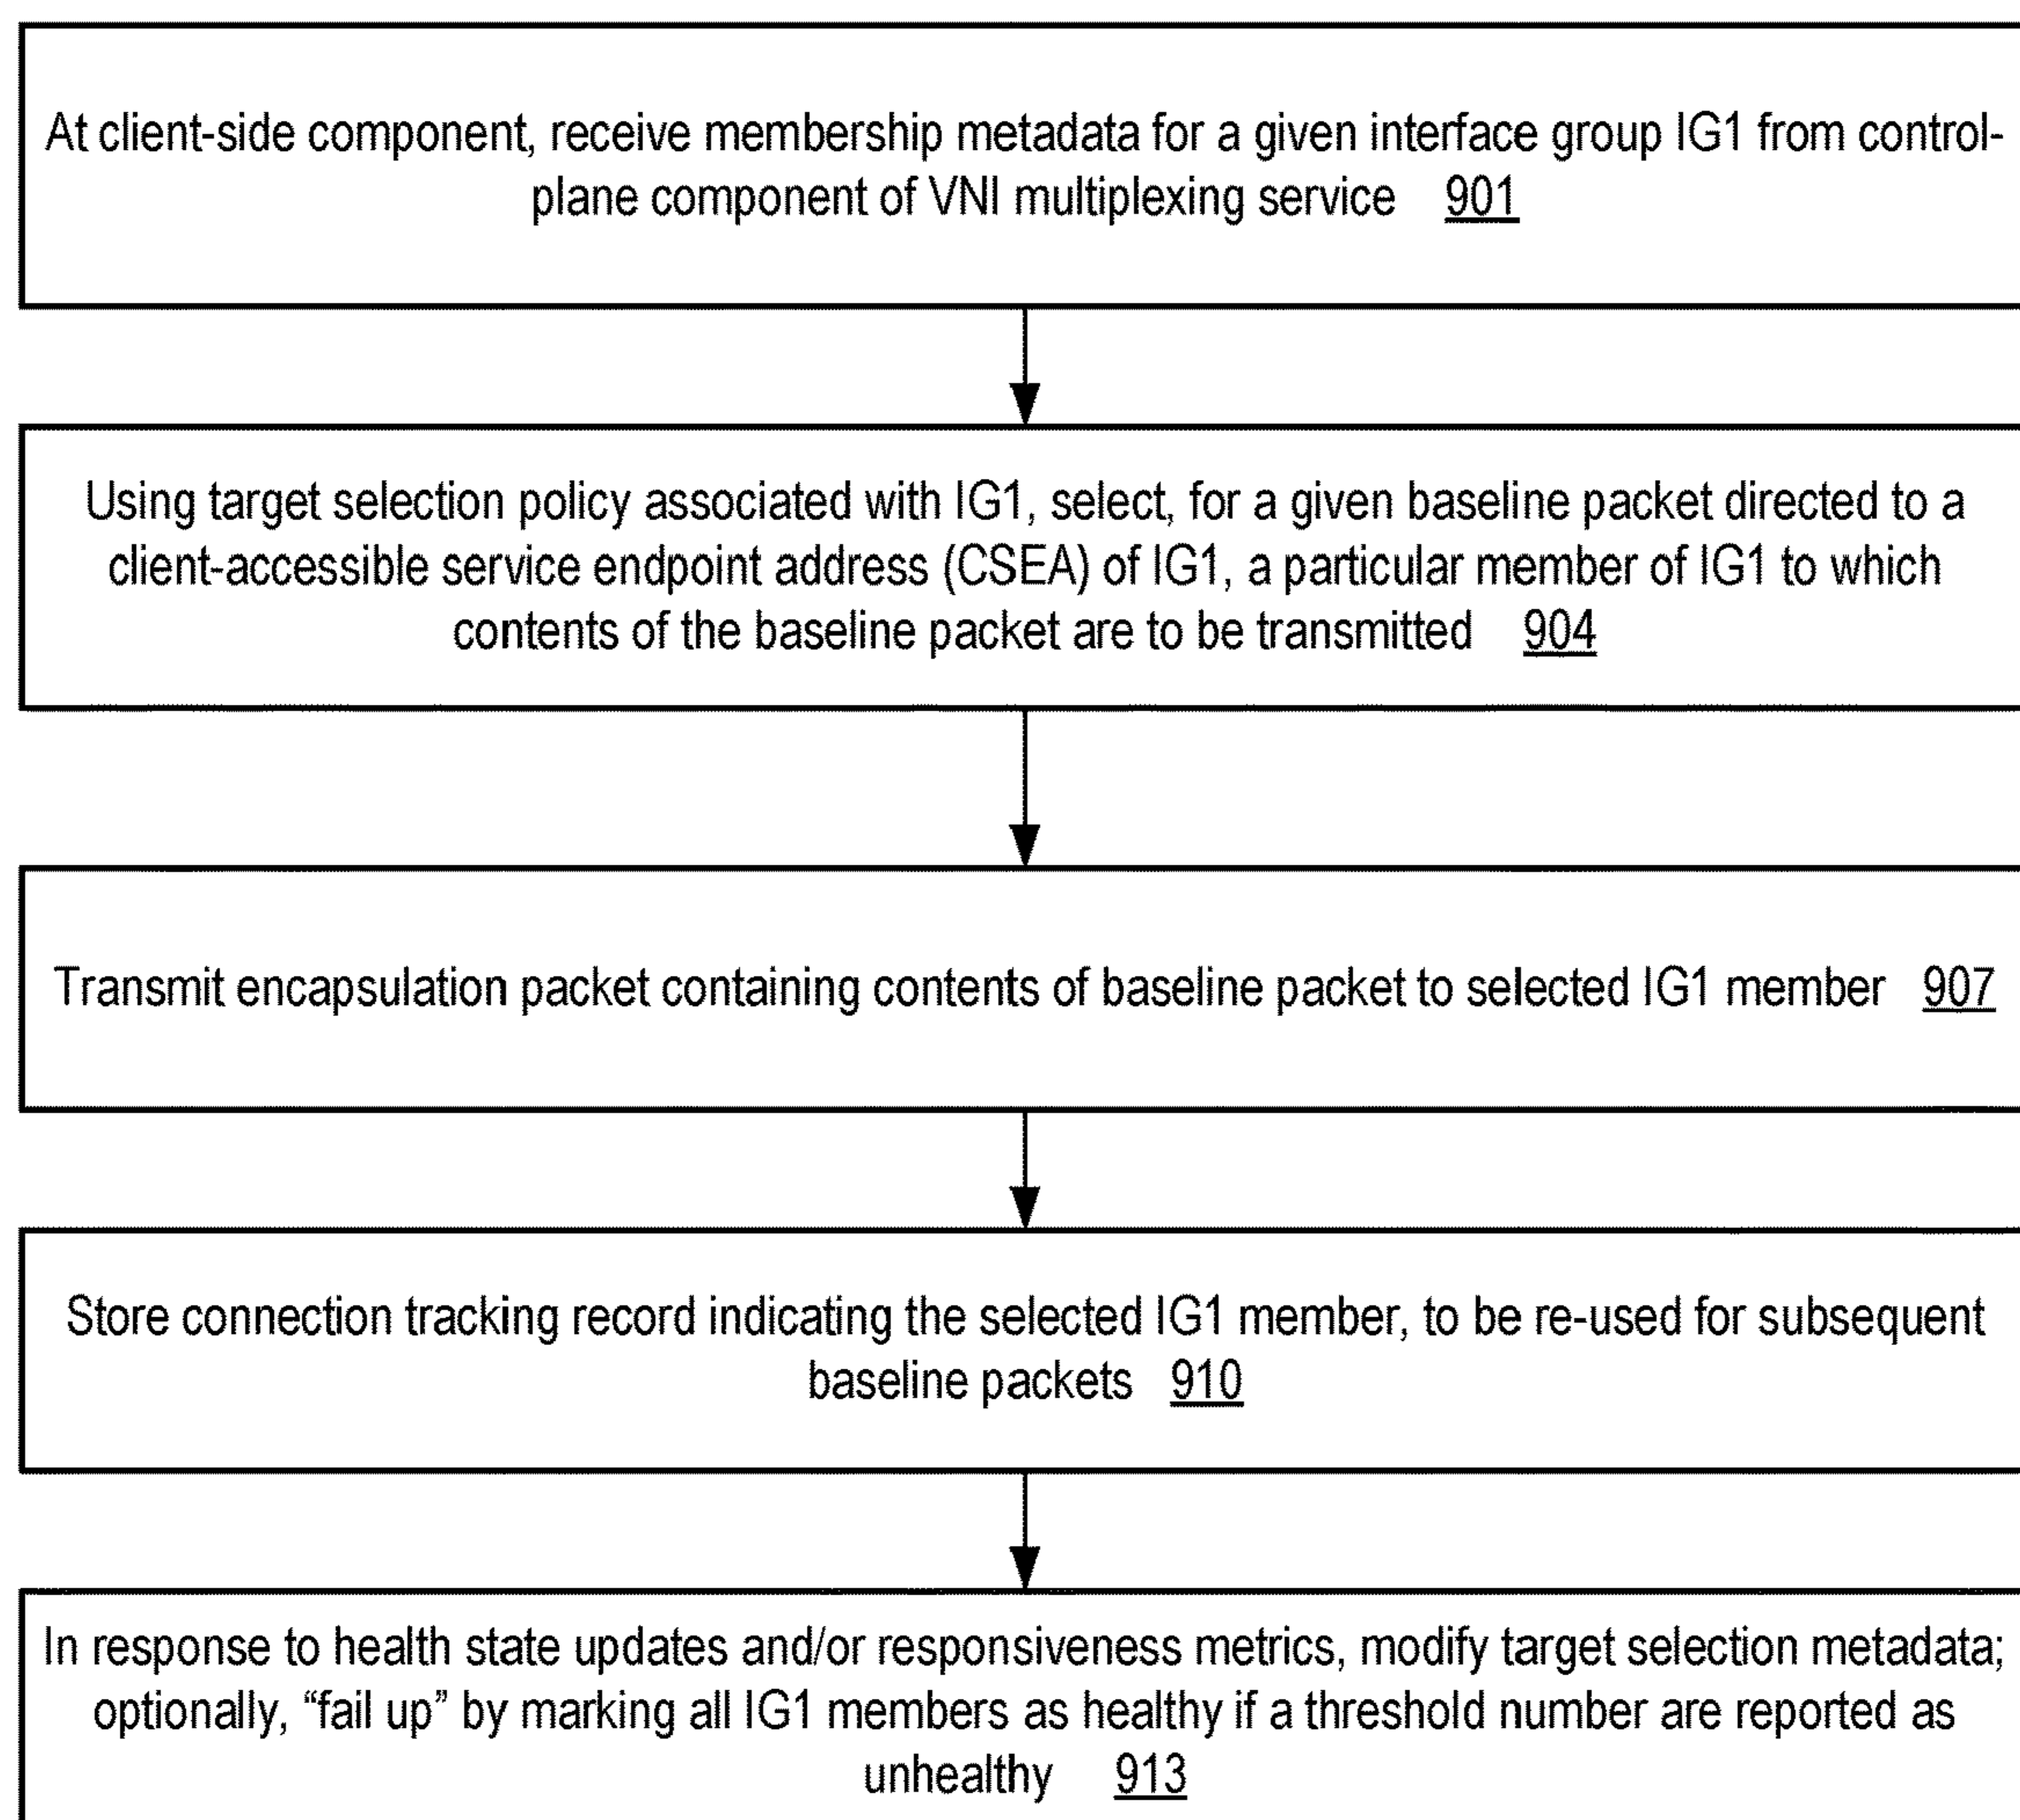 At client-side component, receive membership metadata for a given interface group IG1 from control-
plane component of VNI multiplexing service 901
Using target selection policy associated with IG1, select, for a given baseline packet directed to a
client-accessible service endpoint address (CSEA) of IG1, a particular member of IG1 to which
contents of the baseline packet are to be transmitted 904
Transmit encapsulation packet containing contents of baseline packet to selected IG1 member 907
Store connection tracking record indicating the selected IG1 member, to be re-used for subsequent
baseline packets 910
In response to health state updates and/or responsiveness metrics, modify target selection metadata;
optionally, “fail up” by marking all IG1 members as healthy if a threshold number are reported as
unhealthy 913